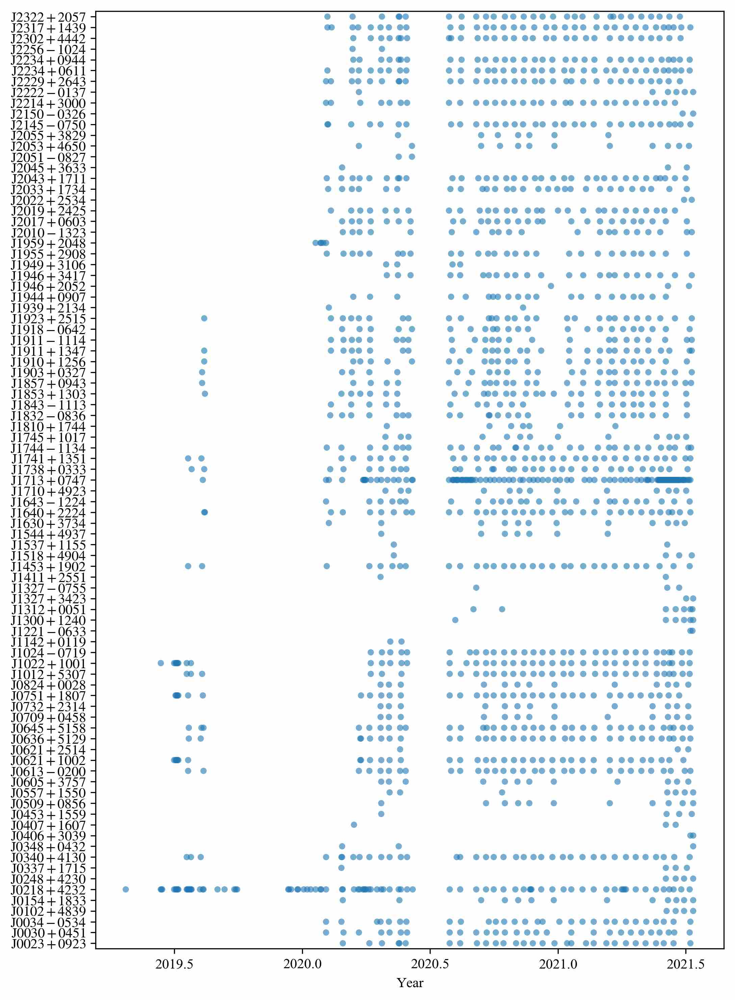 J2322+2057
J2317+1439
J2302+4442
J2256−1024
J2234+0944
J2234+0611
J2229+2643
J2222−0137
J2214+3000
J2150−0326
J2145−0750
J2055+3829
J2053+4650
J2051−0827
J2045+3633
J2043+1711
J2033+1734
J2022+2534
J2019+2425
J2017+0603
J2010−1323
J1959+2048
J1955+2908
J1949+3106
J1946+3417
J1946+2052
J1944+0907
J1939+2134
J1923+2515
J1918−0642
J1911−1114
J1911+1347
J1910+1256
J1903+0327
J1857+0943
J1853+1303
J1843−1113
J1832−0836
J1810+1744
J1745+1017
J1744−1134
J1741+1351
J1738+0333
J1713+0747
J1710+4923
J1643−1224
J1640+2224
J1630+3734
J1544+4937
J1537+1155
J1518+4904
J1453+1902
J1411+2551
J1327−0755
J1327+3423
J1312+0051
J1300+1240
J1221−0633
J1142+0119
J1024−0719
J1022+1001
J1012+5307
J0824+0028
J0751+1807
J0732+2314
J0709+0458
J0645+5158
J0636+5129
J0621+2514
J0621+1002
J0613−0200
J0605+3757
J0557+1550
J0509+0856
J0453+1559
J0407+1607
J0406+3039
J0348+0432
J0340+4130
J0337+1715
J0248+4230
J0218+4232
J0154+1833
J0102+4839
J0034−0534
J0030+0451
J0023+0923
2019.5 2020.0 2020.5 2021.0 2021.5
Year